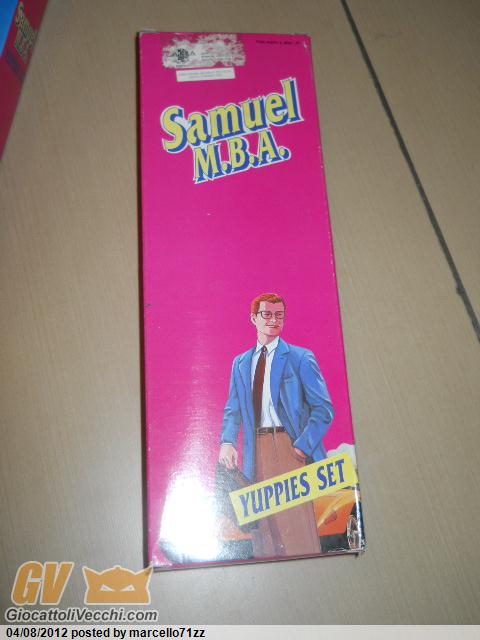 Samuel
M.B.A.
YUPPIES SET
GV
GiocattoliVecchi.com
04/08/2012 posted by marcello71zz